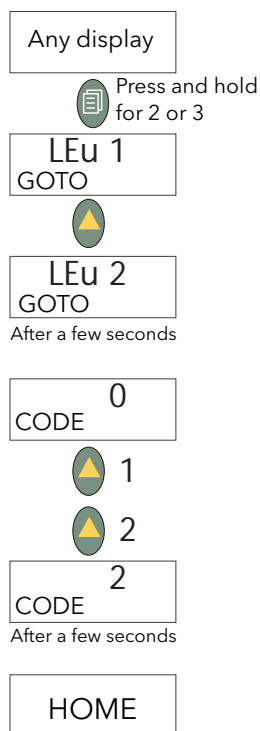 Any display
Press and hold
for 2 or 3
LEu 1
GOTO
LEu 2
GOTO
After a few seconds
0
CODE
1
2
2
CODE
After a few seconds
HOME